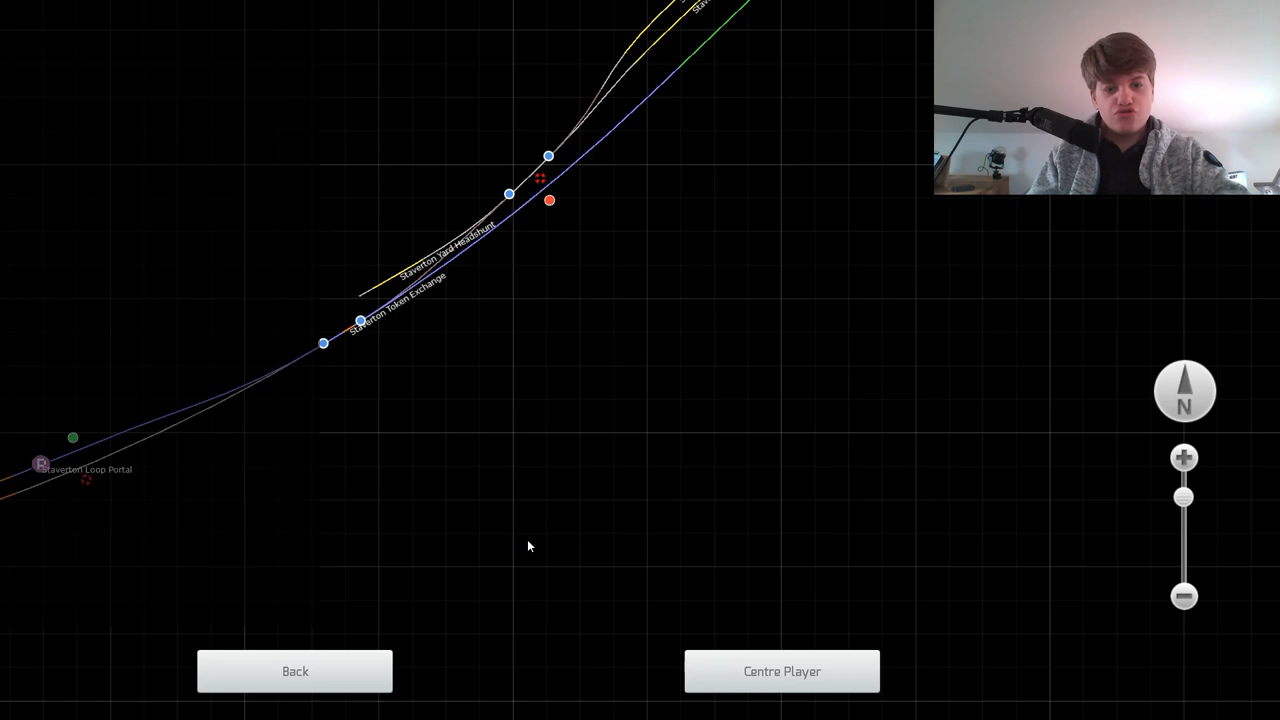 Staverton Yard Headshunt
Staverton Token Exchange
Staverton Loop Portal
N
Back
Centre Player